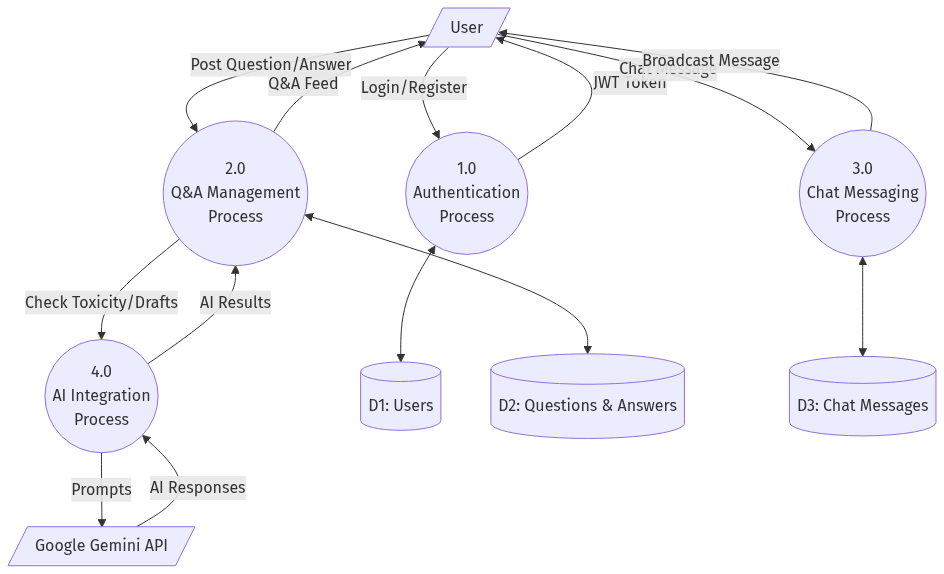 User
Broadcast Message
Post Question/Answer
Chat Message
Q&A Feed
JWT Token
Login/Register
2.0
Q&A Management
Process
1.0
Authentication
Process
3.0
Chat Messaging
Process
Check Toxicity/Drafts
AI Results
4.0
AI Integration
Process
D1: Users
D2: Questions & Answers
D3: Chat Messages
Prompts
AI Responses
Google Gemini API